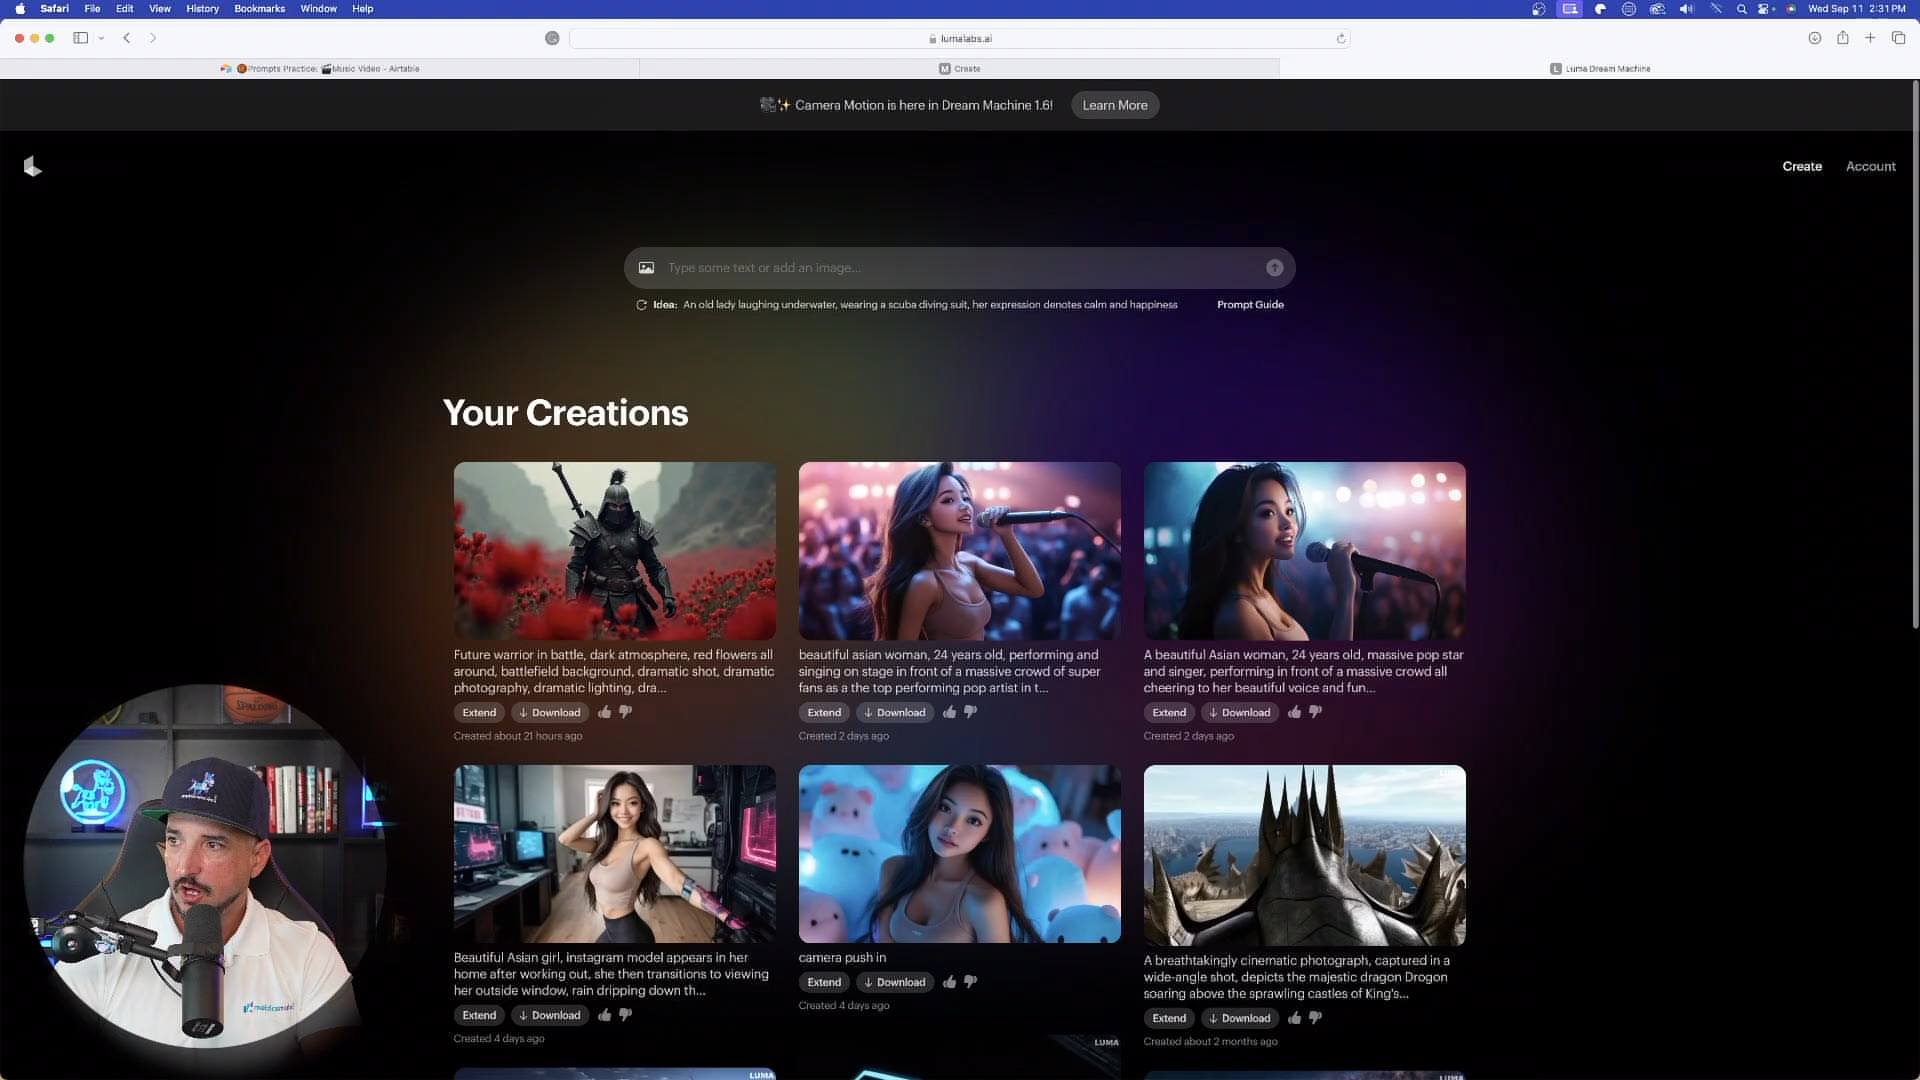 Safari File Edit View History Bookmarks Window Help Wed Sep 11 2:31PM
lumalabs.ai
Prompts Practice: Music Video - Airtable
M Create
L Luma Dream Machine
Camera Motion is here in Dream Machine 1.6! Learn More
Create Account
Type some text or add an image...
Idea: An old lady laughing underwater, wearing a scuba diving suit, her expression denotes calm and happiness Prompt Guide
Your Creations
Future warrior in battle, dark atmosphere, red flowers all
around, battlefield background, dramatic shot, dramatic
photography, dramatic lighting, dra...
Extend Download
Created about 21 hours ago
beautiful asian woman, 24 years old, performing and
singing on stage in front of a massive crowd of super
fans as a the top performing pop artist in t...
Extend Download
Created 2 days ago
A beautiful Asian woman, 24 years old, massive pop star
and singer, performing in front of a massive crowd all
cheering to her beautiful voice and fun...
Extend Download
Created 2 days ago
SPALDING
Beautiful Asian girl, instagram model appears in her
home after working out, she then transitions to viewing
her outside window, rain dripping down th...
Extend Download
Created 4 days ago
camera push in
Extend Download
Created 4 days ago
LUMA
A breathtakingly cinematic photograph, captured in a
wide-angle shot, depicts the majestic dragon Drogon
soaring above the sprawling castles of King's...
Extend Download
Created about 2 months ago
LUMA
LUMA
LUMA